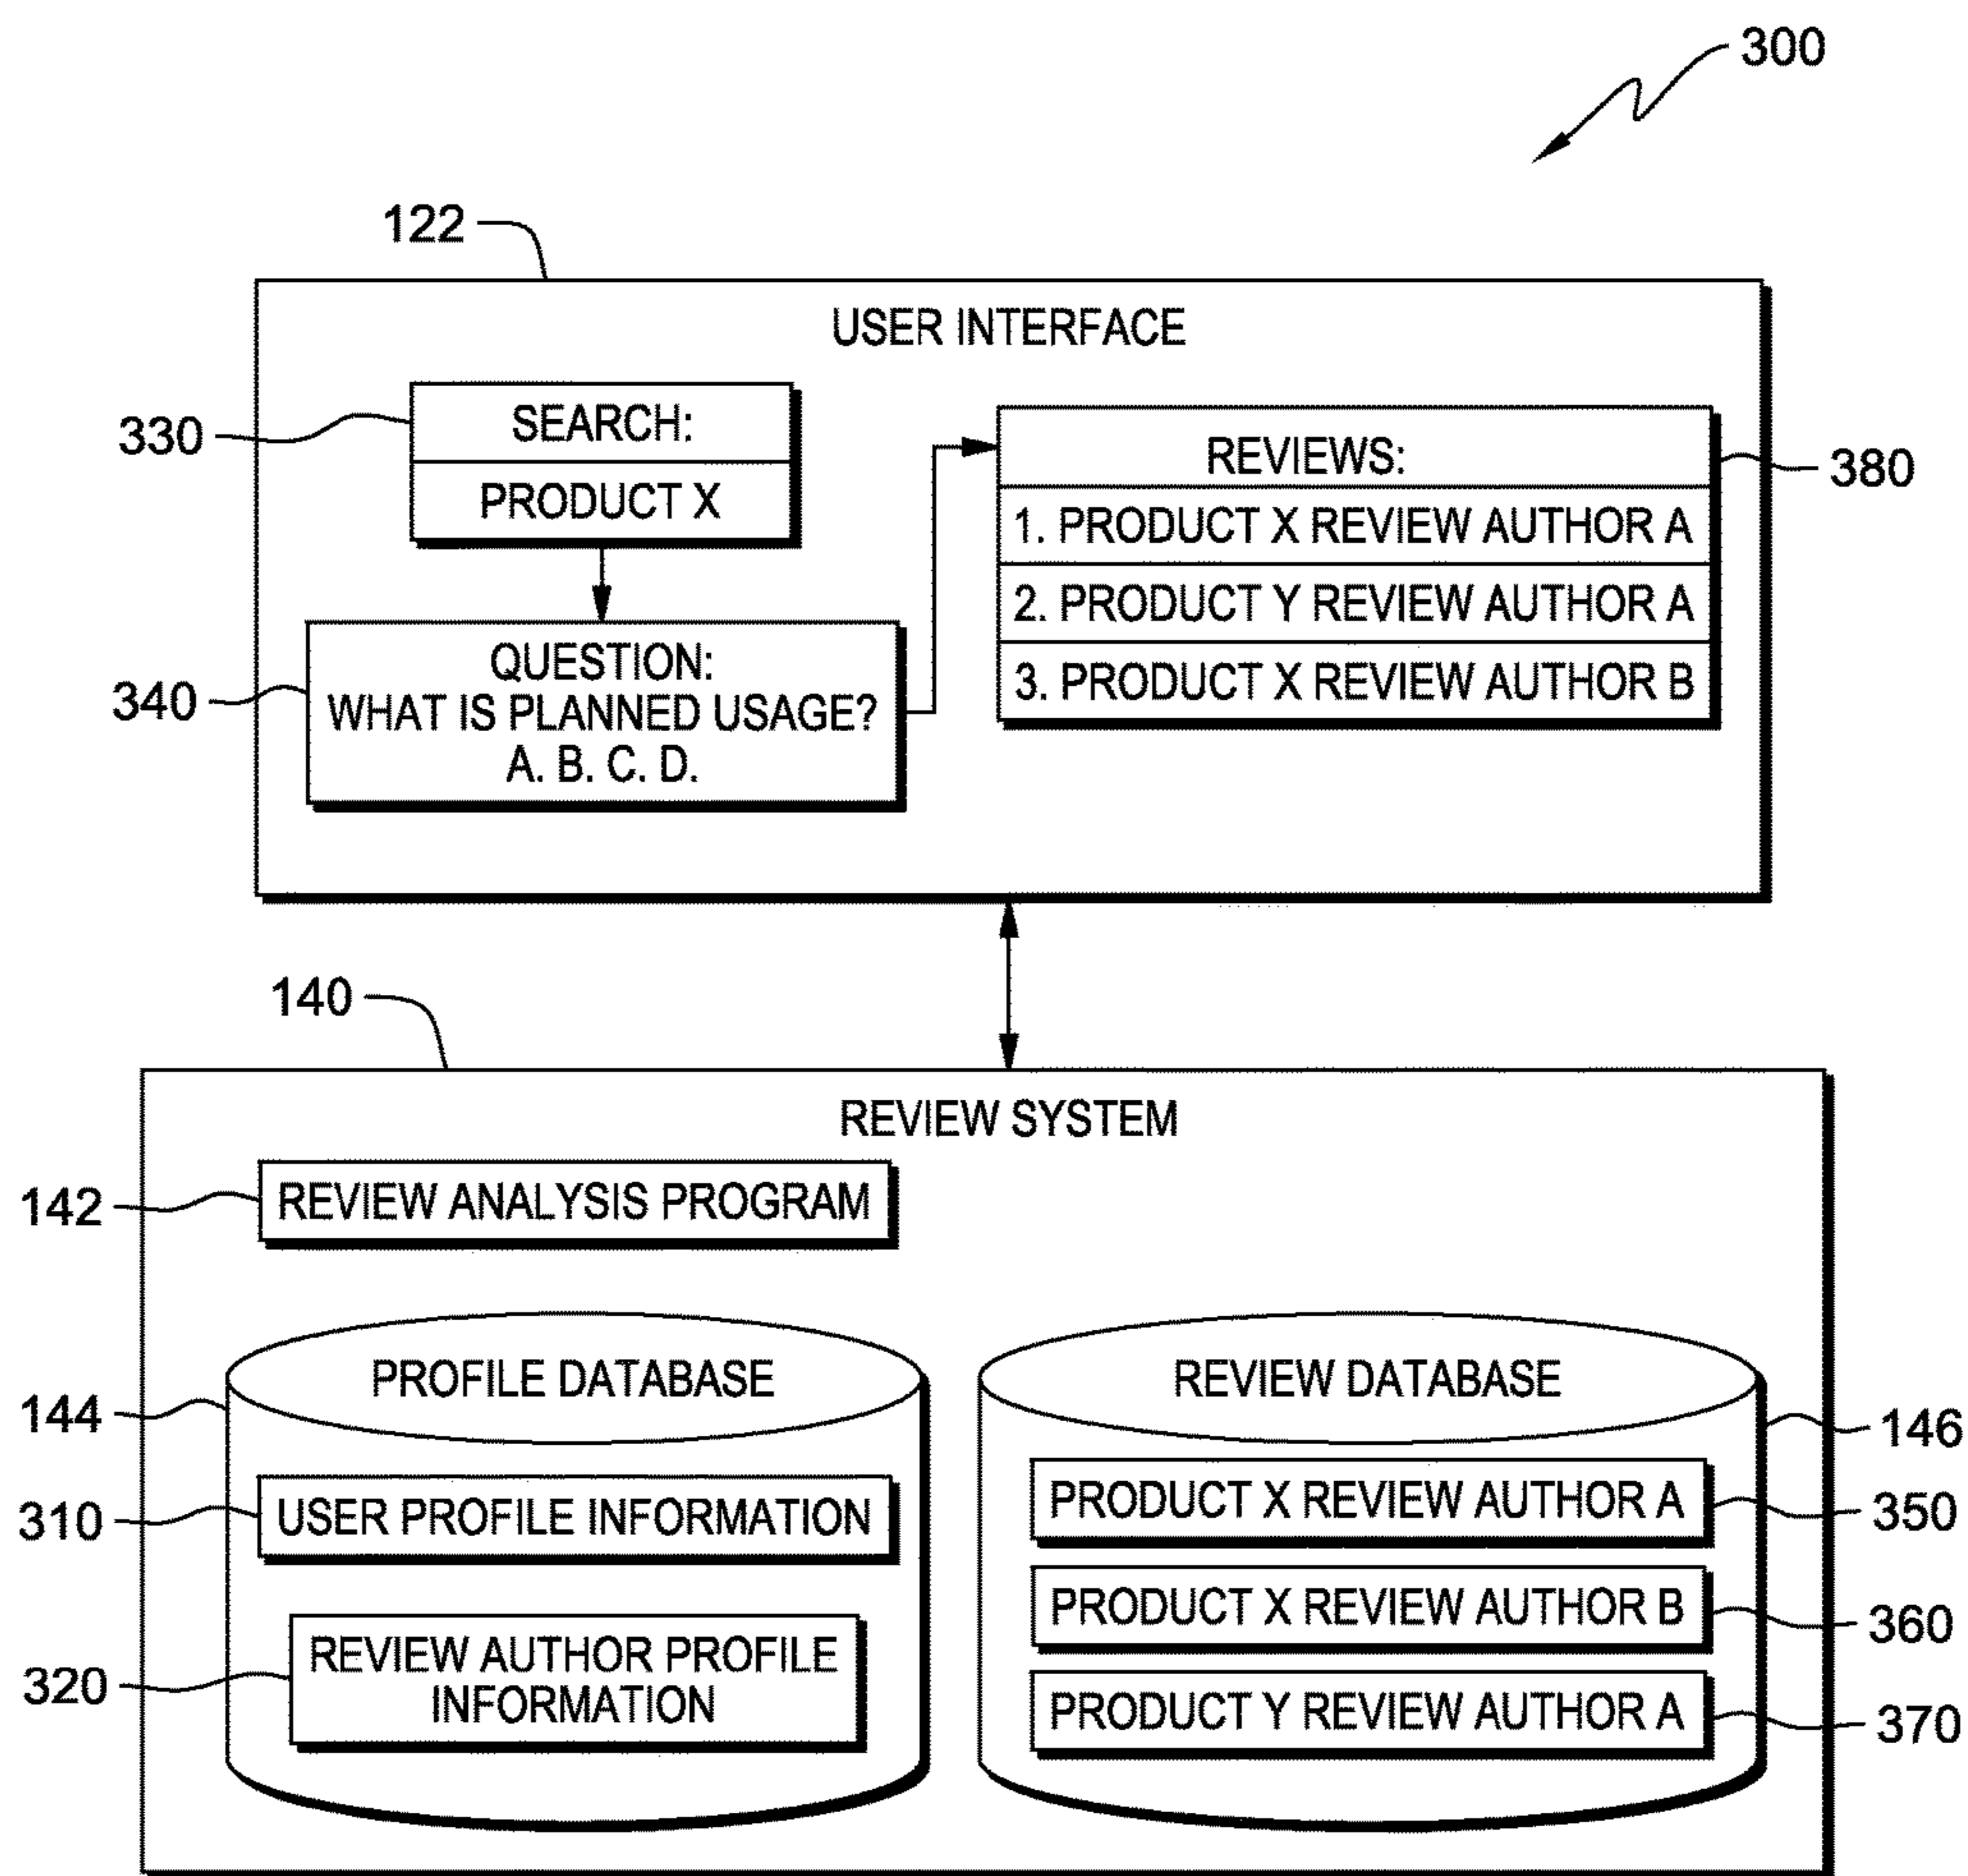 300
122
USER INTERFACE
330
SEARCH:
PRODUCT X
340
QUESTION:
WHAT IS PLANNED USAGE?
A. B. C. D.
REVIEWS:
380
1. PRODUCT X REVIEW AUTHOR A
2. PRODUCT Y REVIEW AUTHOR A
3. PRODUCT X REVIEW AUTHOR B
140
REVIEW SYSTEM
142
REVIEW ANALYSIS PROGRAM
144
PROFILE DATABASE
310
USER PROFILE INFORMATION
320
REVIEW AUTHOR PROFILE
INFORMATION
REVIEW DATABASE
146
PRODUCT X REVIEW AUTHOR A
350
PRODUCT X REVIEW AUTHOR B
360
PRODUCT Y REVIEW AUTHOR A
370